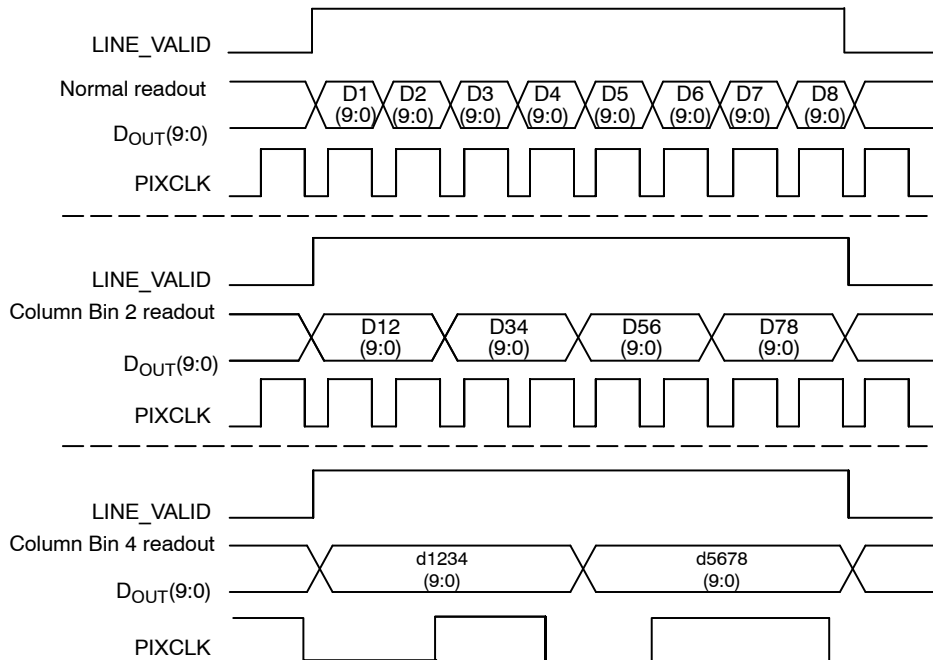 LINE_VALID
Normal readout
D1 D2 D3 D4 D5 D6 D7 D8
(9:0) (9:0) (9:0) (9:0) (9:0) (9:0) (9:0) (9:0)
DOUT(9:0)
PIXCLK
LINE_VALID
Column Bin 2 readout
D12 D34 D56 D78
(9:0) (9:0) (9:0) (9:0)
DOUT(9:0)
PIXCLK
LINE_VALID
Column Bin 4 readout
d1234 d5678
(9:0) (9:0)
DOUT(9:0)
PIXCLK